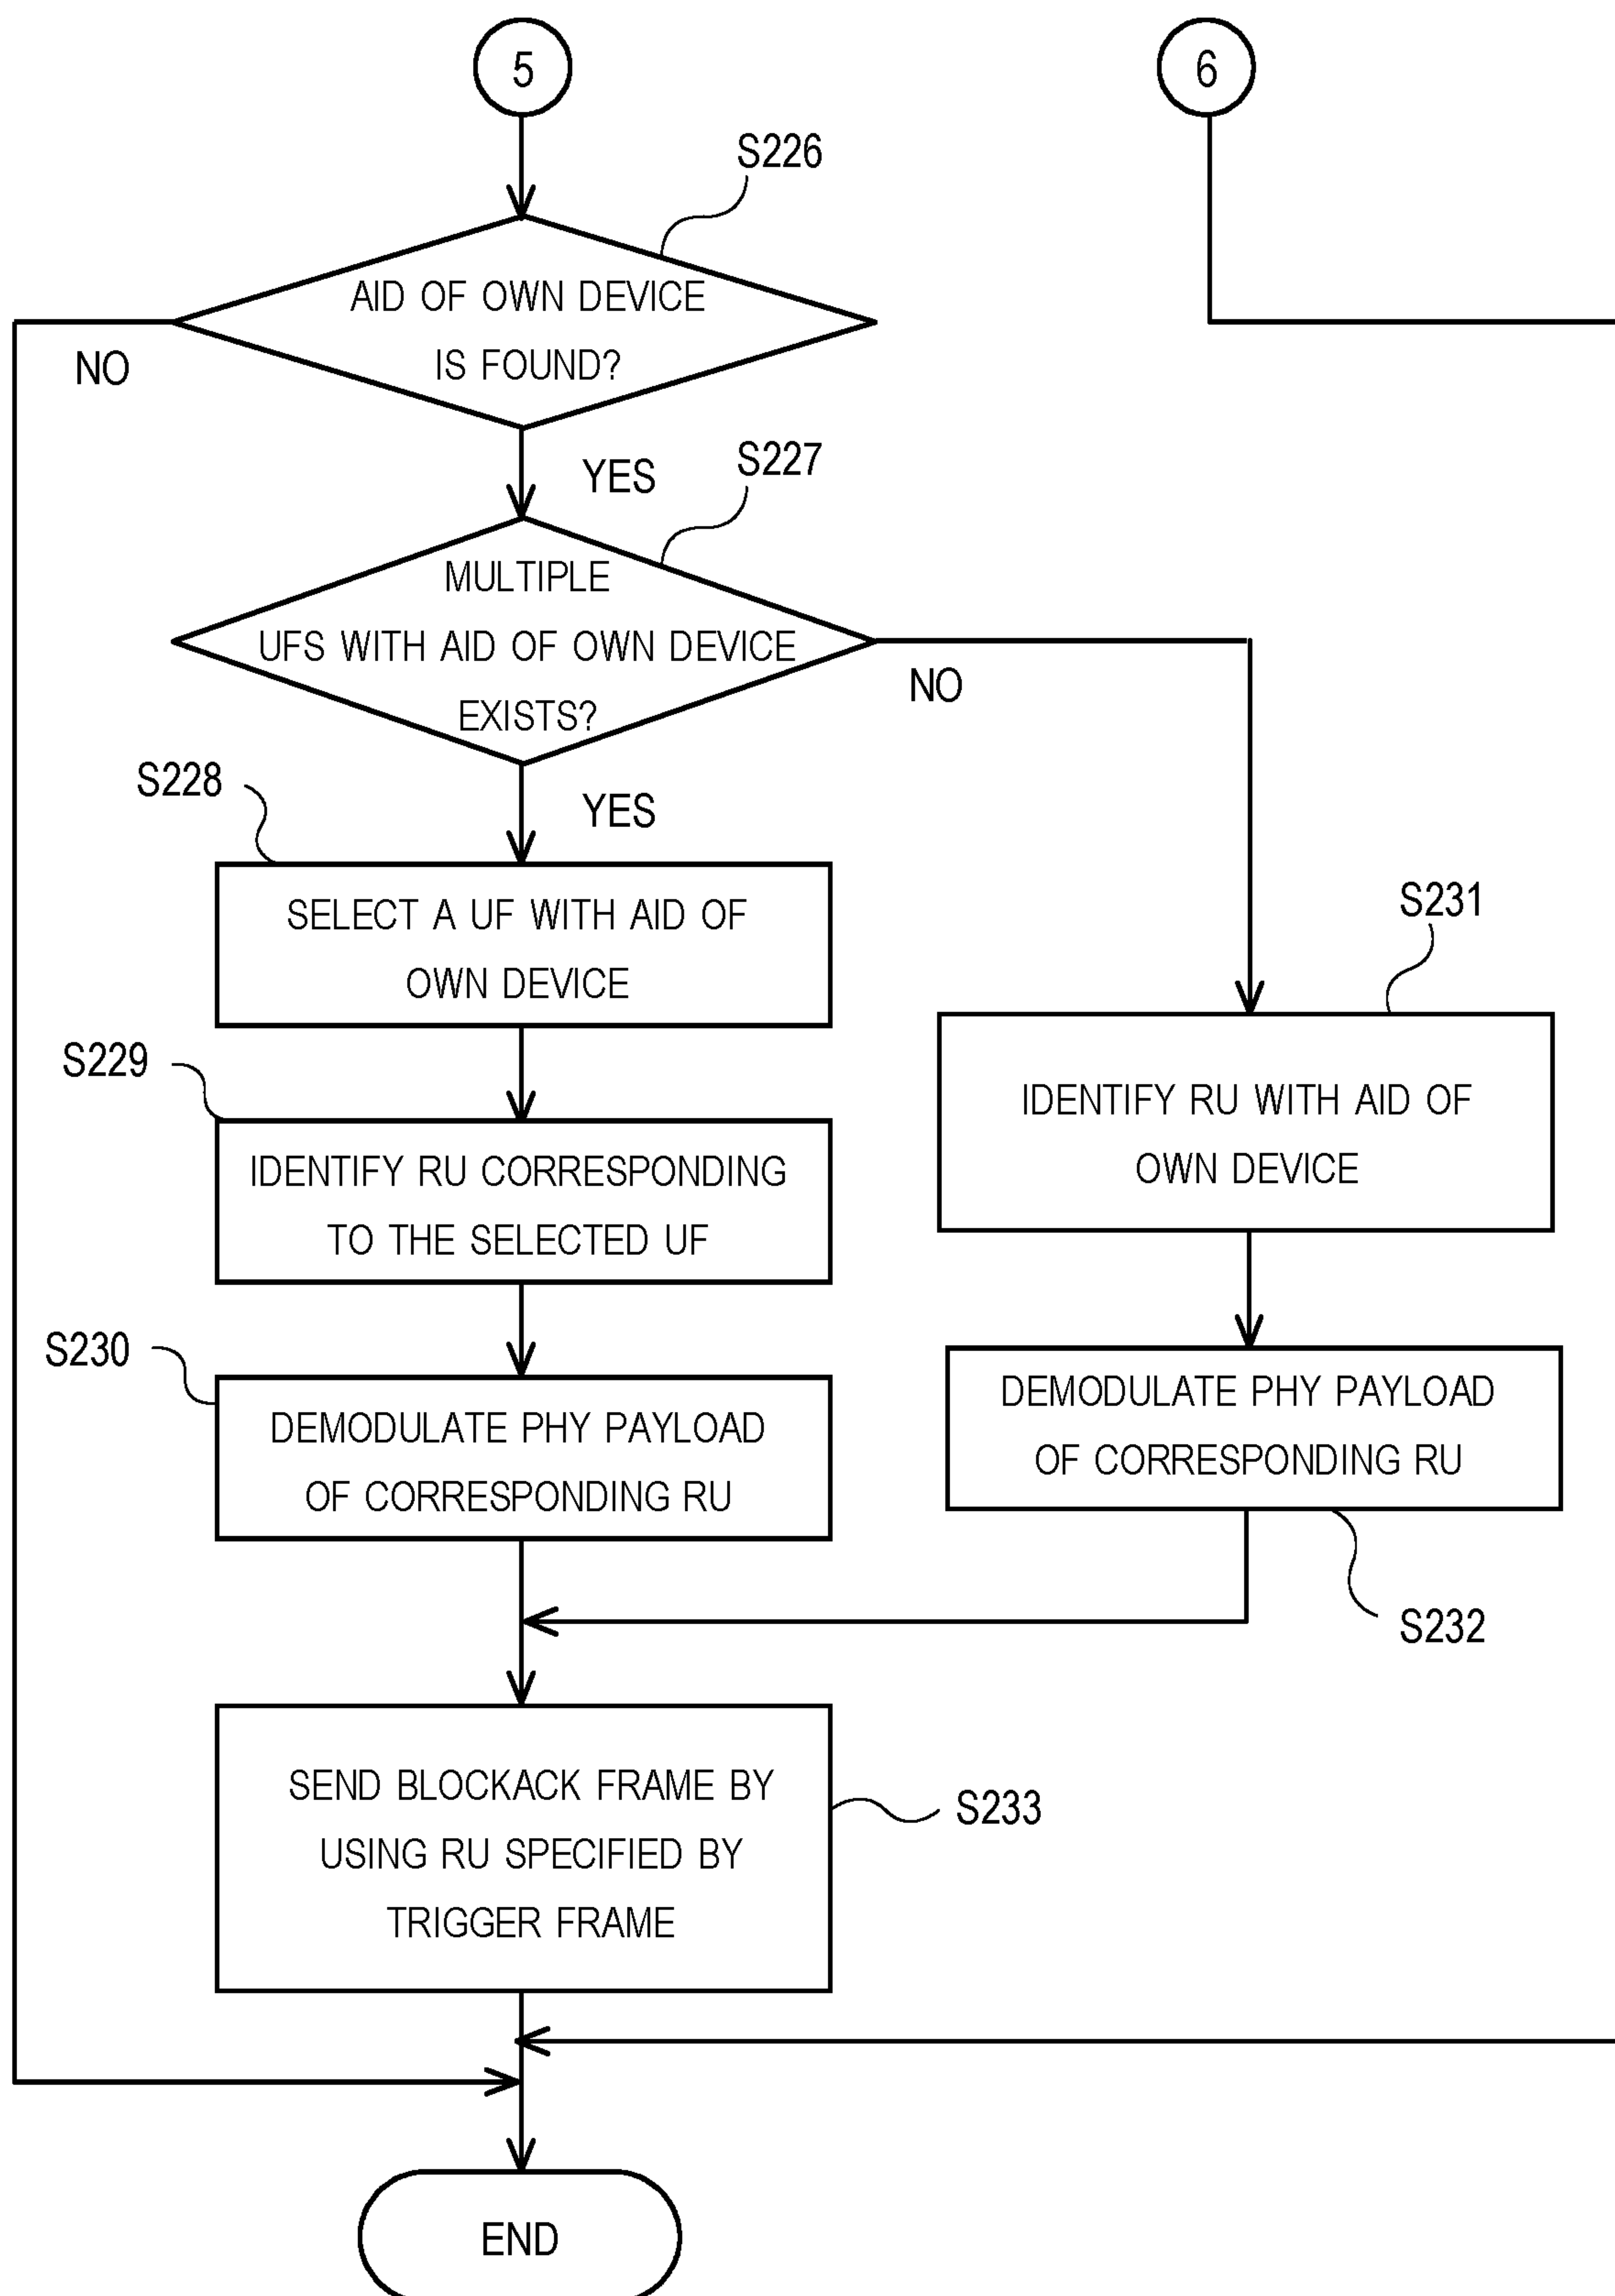 5
6
S226
AID OF OWN DEVICE
IS FOUND?
NO
YES
S227
MULTIPLE
UFS WITH AID OF OWN DEVICE
EXISTS?
NO
YES
S228
SELECT A UF WITH AID OF
OWN DEVICE
S229
IDENTIFY RU CORRESPONDING
TO THE SELECTED UF
S230
DEMODULATE PHY PAYLOAD
OF CORRESPONDING RU
S231
IDENTIFY RU WITH AID OF
OWN DEVICE
DEMODULATE PHY PAYLOAD
OF CORRESPONDING RU
S232
SEND BLOCKACK FRAME BY
USING RU SPECIFIED BY
TRIGGER FRAME
S233
END